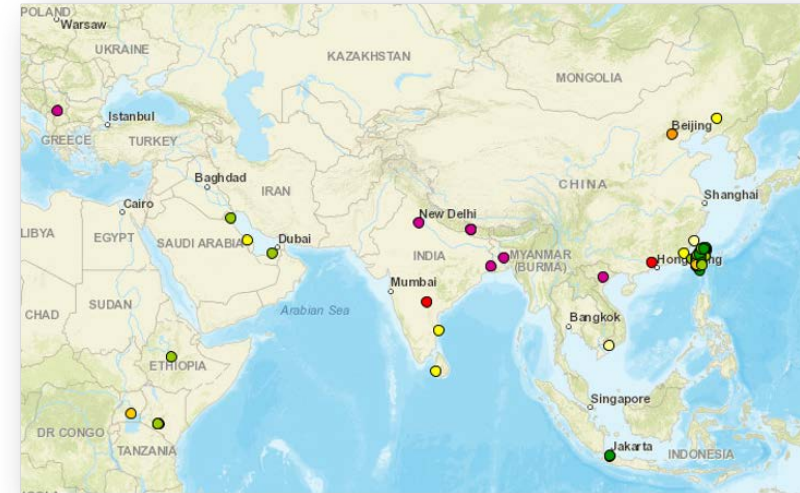 POLAND
Warsaw
UKRAINE
KAZAKHSTAN
MONGOLIA
Istanbul
GREECE
TURKEY
Beijing
Baghdad
IRAN
CHINA
Shanghai
Cairo
New Delhi
LIBYA
EGYPT
SAUDI ARABIA
Dubai
INDIA
MYANMAR
(BURMA)
Mumbai
SUDAN
CHAD
Arabian Sea
Bangkok
ETHIOPIA
Singapore
DR CONGO
TANZANIA
Jakarta
INDONESIA